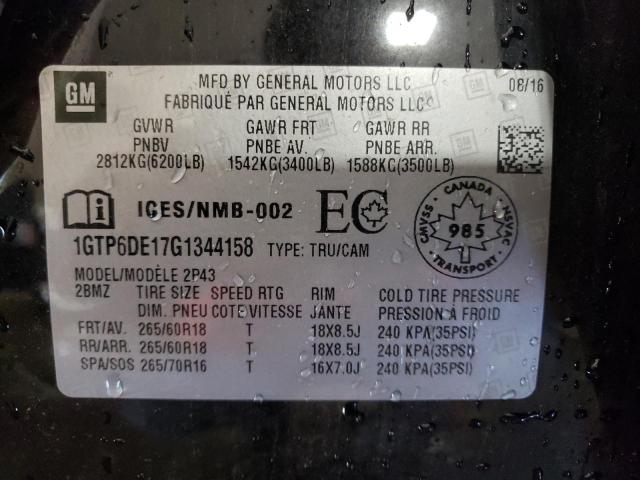 GM
MFD BY GENERAL MOTORS LLC 08/16
FABRIQUÉ PAR GENERAL MOTORS LLC
GVWR GAWR FRT GAWR RR
PNBV PNBE AV. PNBE ARR.
2812KG(6200LB) 1542KG(3400LB) 1588KG(3500LB)
ICES/NMB-002 EC
CANADA
CMVSS 985 NSVAC
TRANSPORT
1GTP6DE17G1344158 TYPE: TRU/CAM
MODEL/MODÈLE 2P43
2BMZ TIRE SIZE SPEED RTG RIM COLD TIRE PRESSURE
DIM. PNEU COTE VITESSE JANTE PRESSION À FROID
FRT/AV. 265/60R18 T 18X8.5J 240 KPA(35PSI)
RR/ARR. 265/60R18 T 18X8.5J 240 KPA(35PSI)
SPA/SOS 265/70R16 T 16X7.0J 240 KPA(35PSI)